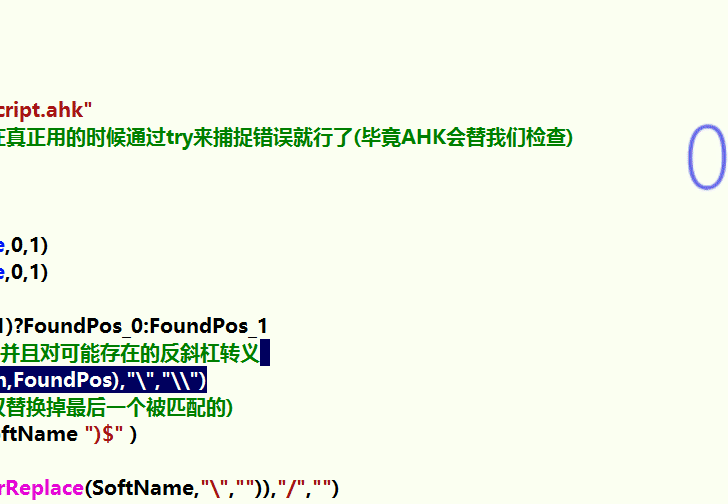 cript.ahk"
在真正用的时候通过try来捕捉错误就行了(毕竟AHK会替我们检查)
0
e,0,1)
e,0,1)
1)?FoundPos_0:FoundPos_1
并且对可能存在的反斜杠转义
n,FoundPos),"\","\\")
仅替换掉最后一个被匹配的)
oftName ")$" )
rReplace(SoftName,"\","")),"/","")